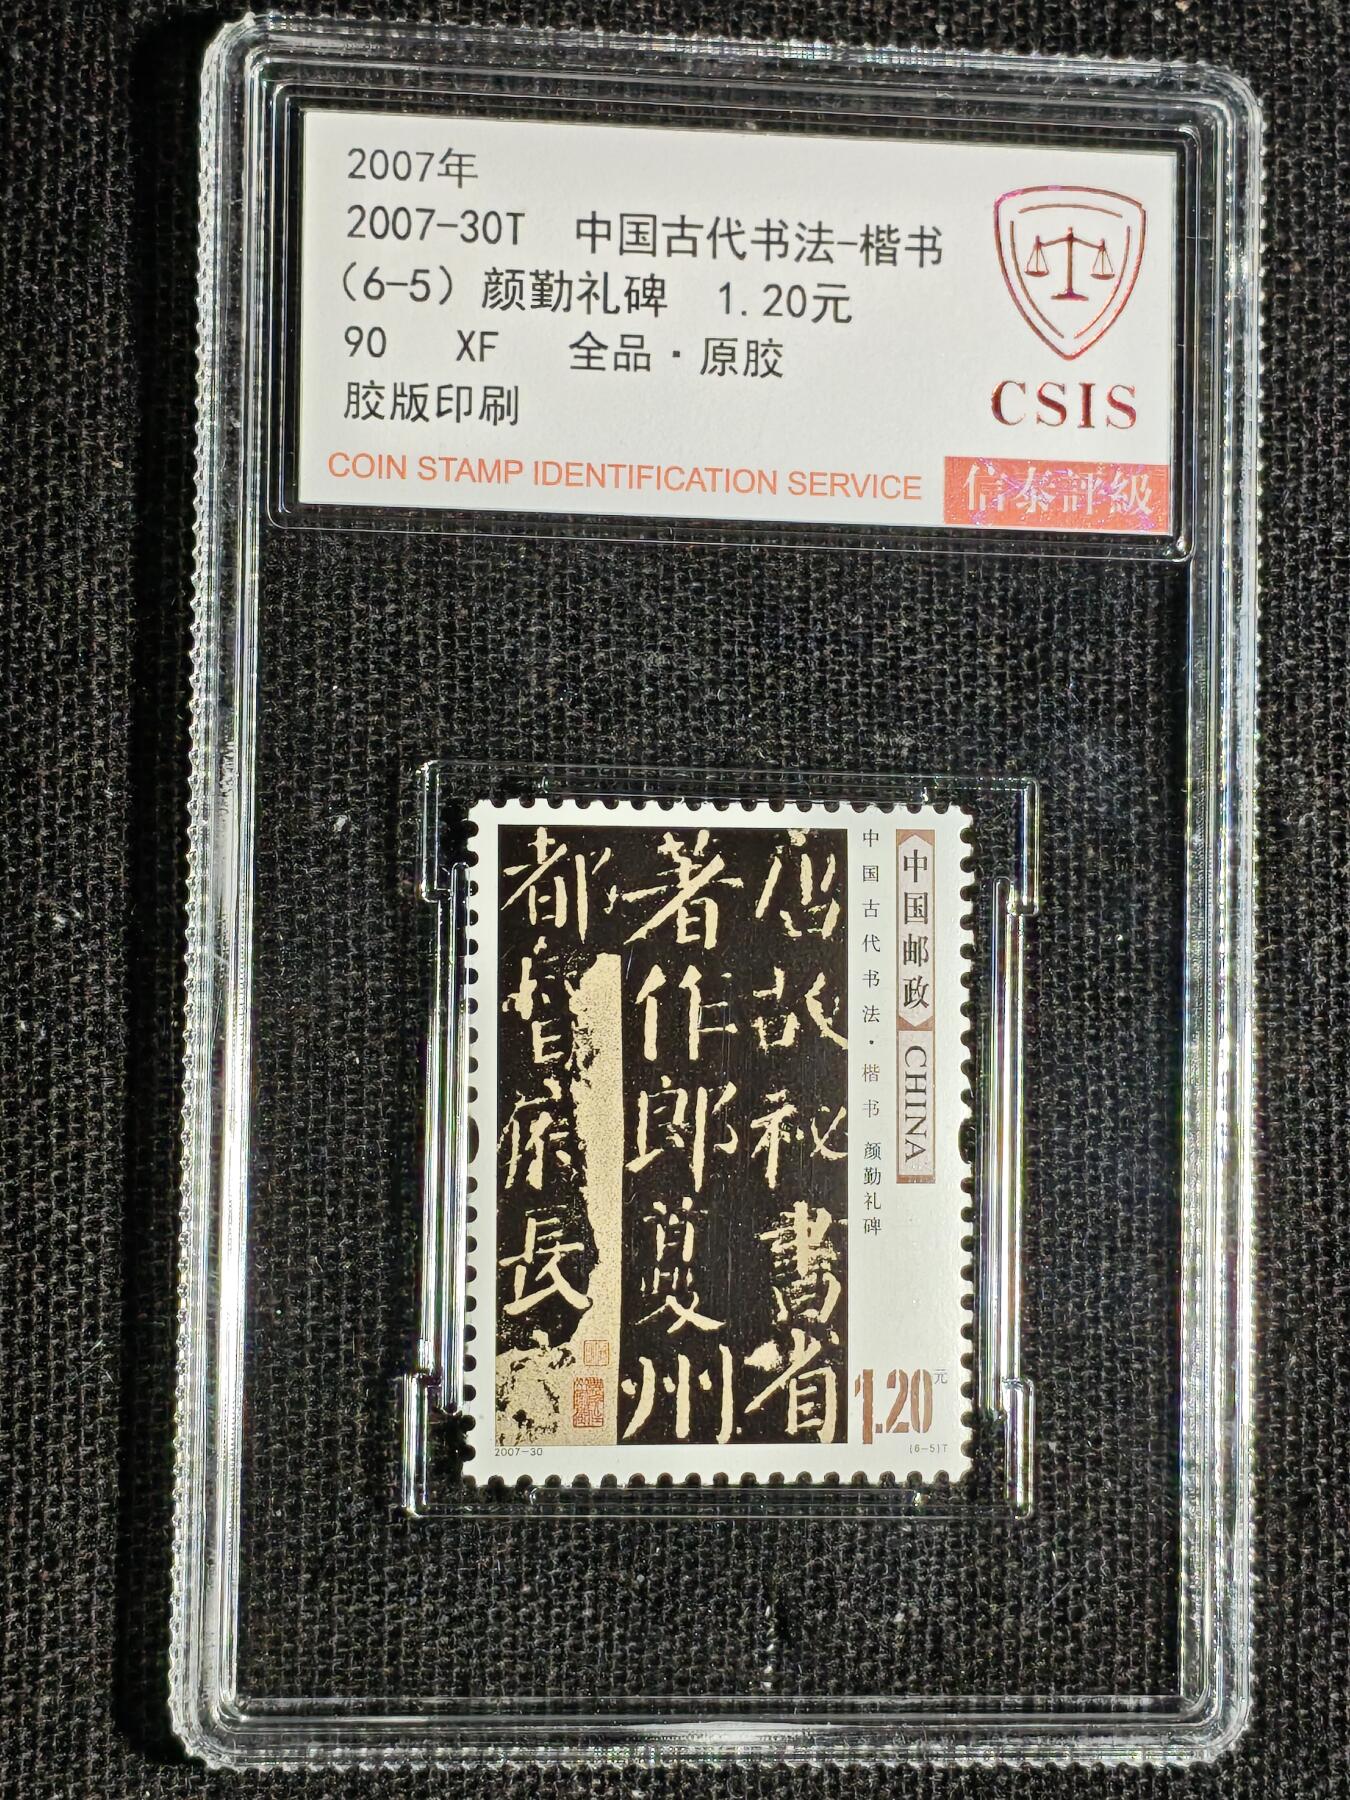 2007年
2007-30T 中国古代书法-楷书
(6-5) 颜勤礼碑 1.20元
90 XF 全品·原胶
胶版印刷
CSIS
COIN STAMP IDENTIFICATION SERVICE
信泰評級
中国邮政 CHINA
中国古代书法·楷书 颜勤礼碑
唐故秘書省
著作郎夔州
都督府長
1.20元
2007-30
(6-5)T